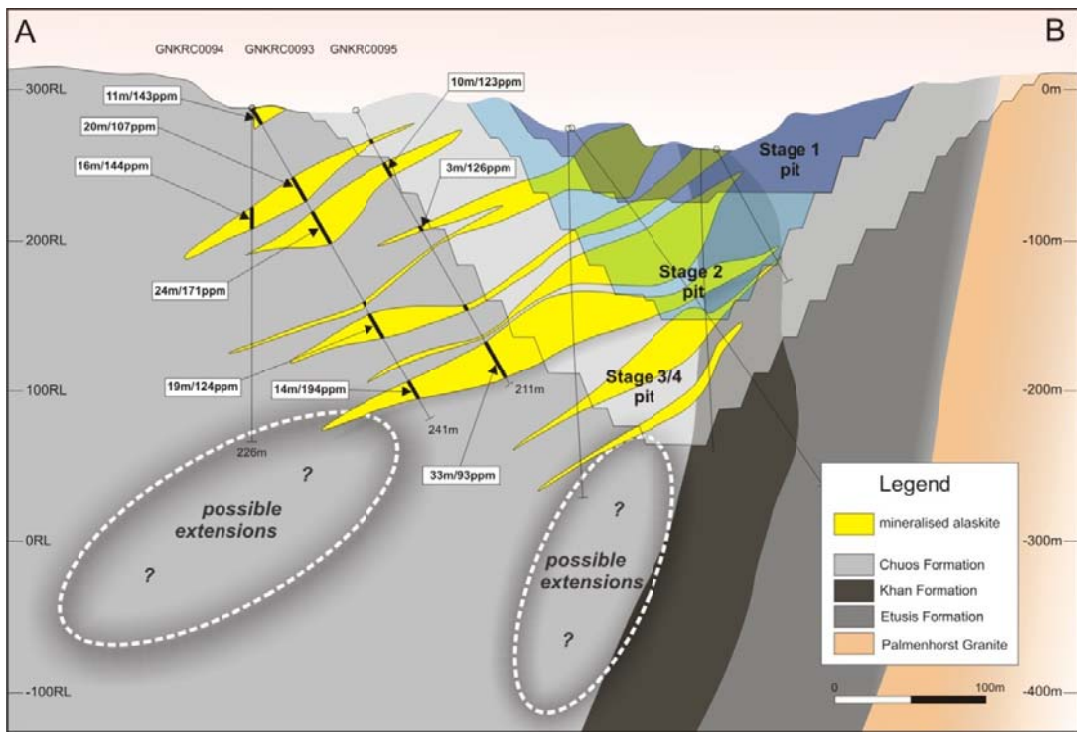 A
B
GNKRC0094 GNKRC0093 GNKRC0095
300RL
0m
11m/143ppm
10m/123ppm
20m/107ppm
16m/144ppm
3m/126ppm
Stage 1
pit
200RL
-100m
24m/171ppm
Stage 2
pit
19m/124ppm
14m/194ppm
Stage 3/4
pit
100RL
-200m
211m
241m
226m
33m/93ppm
?
possible
extensions
?
?
possible
extensions
?
0RL
-300m
-100RL
-400m
Legend
mineralised alaskite
Chuos Formation
Khan Formation
Etusis Formation
Palmenhorst Granite
0 100m